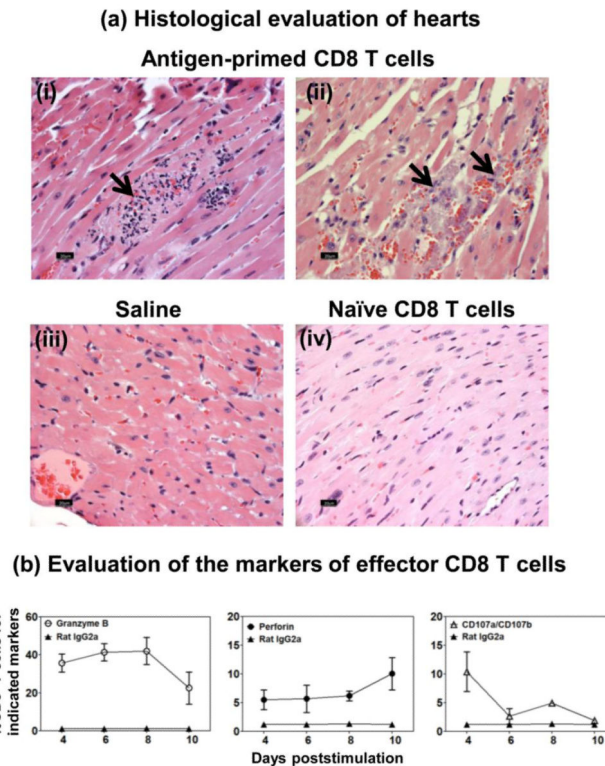 (a) Histological evaluation of hearts
Antigen-primed CD8 T cells
(i)
(ii)
Saline
Naïve CD8 T cells
(iii)
(iv)
(b) Evaluation of the markers of effector CD8 T cells
indicated markers
60
40
20
0
Granzyme B
Rat IgG2a
4 6 8 10
20
15
10
5
0
Perforin
Rat IgG2a
4 6 8 10
20
15
10
5
0
CD107a/CD107b
Rat IgG2a
4 6 8 10
Days poststimulation